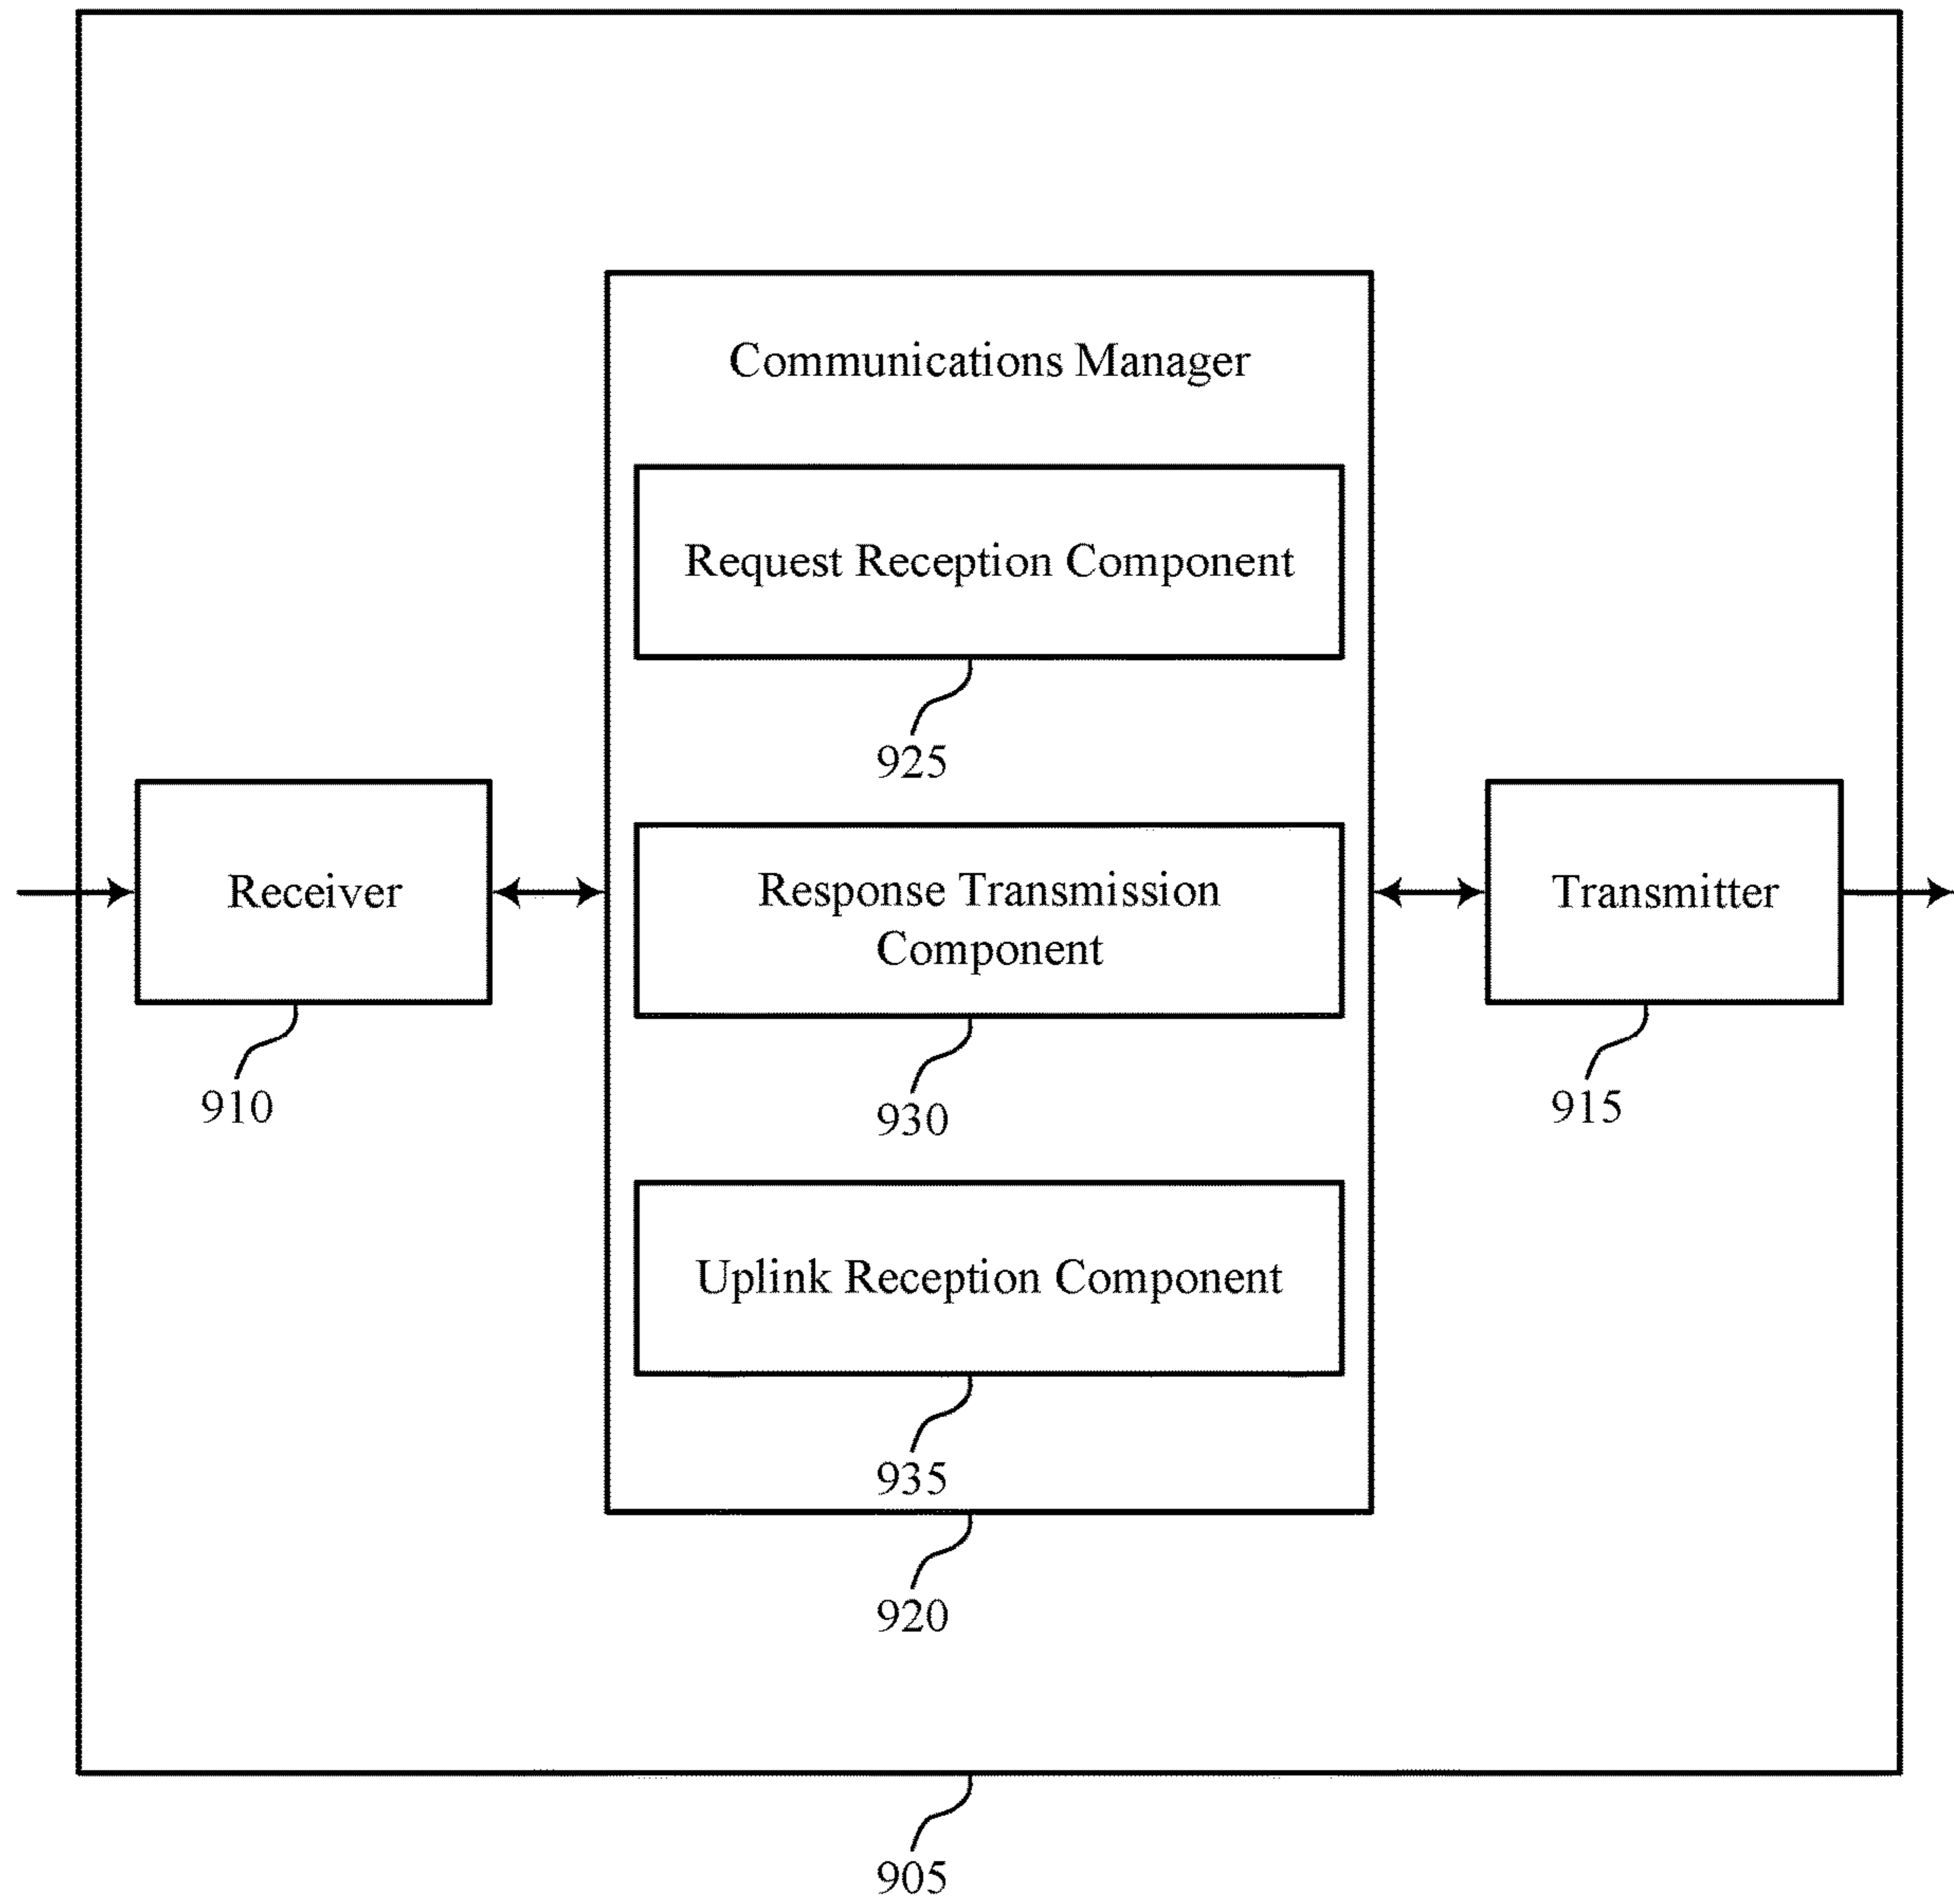 Communications Manager
Request Reception Component
925
Receiver
910
Response Transmission
Component
930
Transmitter
915
Uplink Reception Component
935
920
905